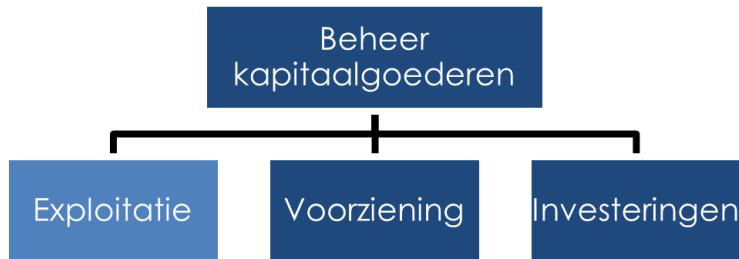 Beheer
kapitaalgoederen
Exploitatie
Voorziening
Investeringen